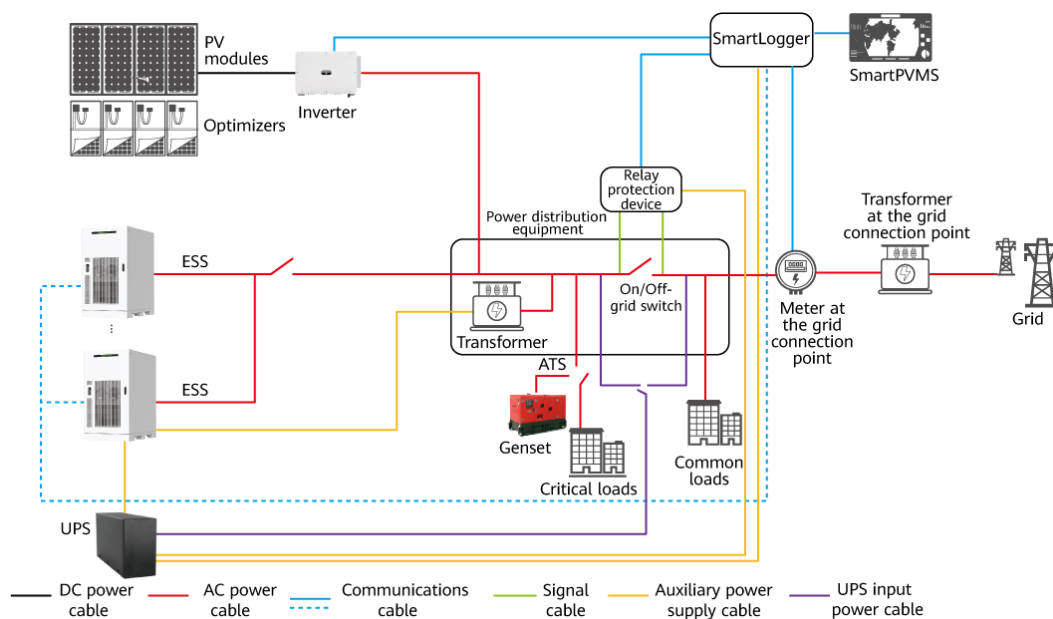 PV
modules
Optimizers
Inverter
SmartLogger
SmartPVMS
Relay
protection
device
Power distribution
equipment
Transformer
at the grid
connection point
ESS
On/Off-
grid switch
Transformer
Meter at
the grid
connection
point
Grid
ATS
ESS
Genset
Critical loads
Common
loads
UPS
DC power
cable
AC power
cable
Communications
cable
Signal
cable
Auxiliary power
supply cable
UPS input
power cable